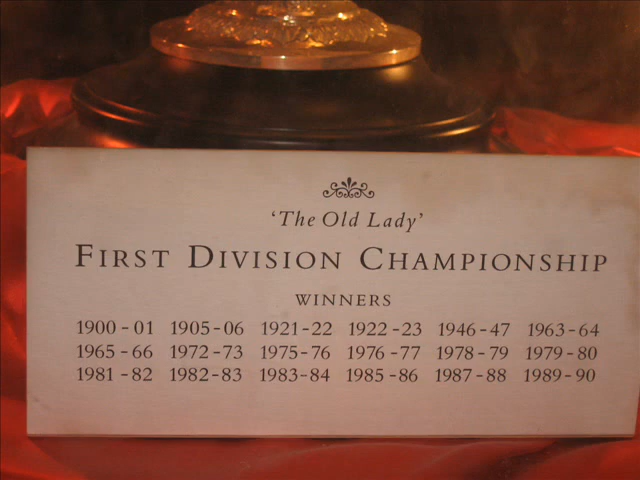 ‘The Old Lady’
FIRST DIVISION CHAMPIONSHIP
WINNERS
1900-01 1905-06 1921-22 1922-23 1946-47 1963-64
1965-66 1972-73 1975-76 1976-77 1978-79 1979-80
1981-82 1982-83 1983-84 1985-86 1987-88 1989-90